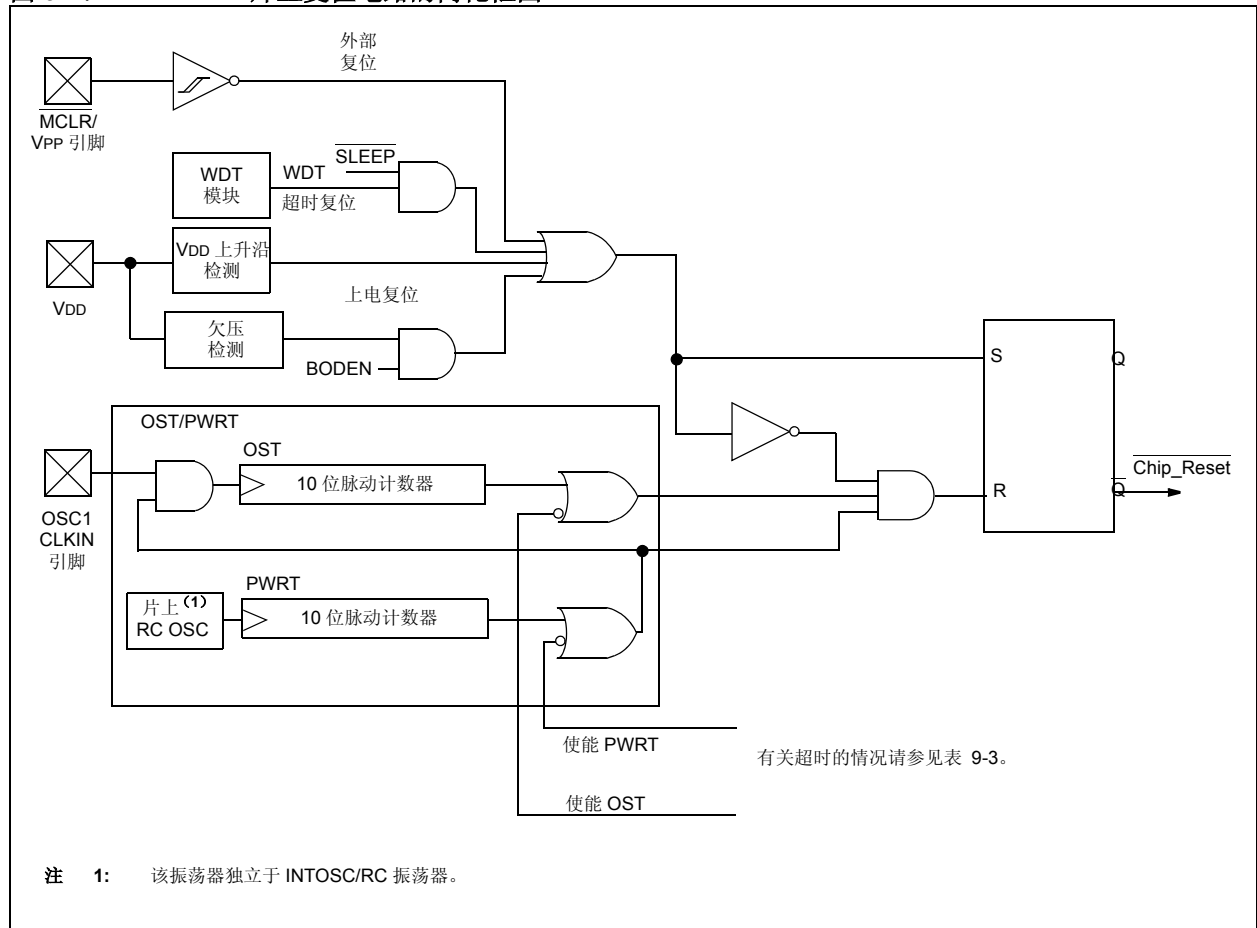 外部
复位
MCLR/
VPP 引脚
SLEEP
WDT
模块
WDT
超时复位
VDD 上升沿
检测
VDD
上电复位
欠压
检测
BODEN
S
Q
OST/PWRT
OST
10 位脉动计数器
Chip_Reset
R
Q
OSC1
CLKIN
引脚
PWRT
片上(1)
RC OSC
10 位脉动计数器
使能 PWRT
有关超时的情况请参见表 9-3。
使能 OST
注 1: 该振荡器独立于 INTOSC/RC 振荡器。